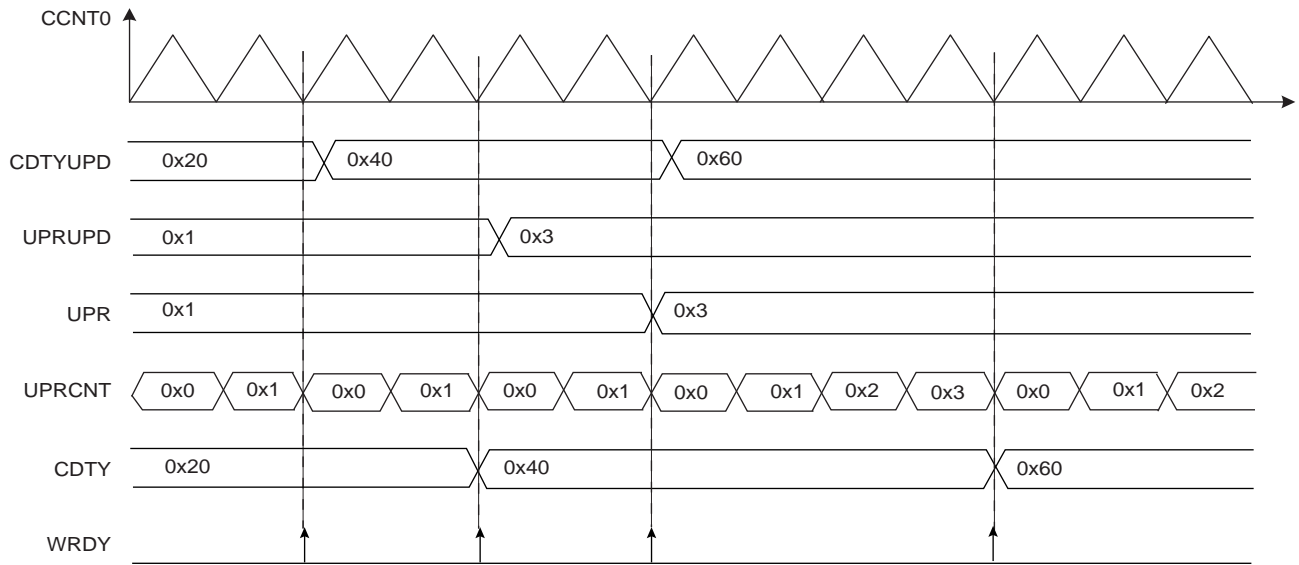 CCNT0
CDTYUPD 0x20 0x40 0x60
UPRUPD 0x1 0x3
UPR 0x1 0x3
UPRCNT 0x0 0x1 0x0 0x1 0x0 0x1 0x0 0x1 0x2 0x3 0x0 0x1 0x2
CDTY 0x20 0x40 0x60
WRDY